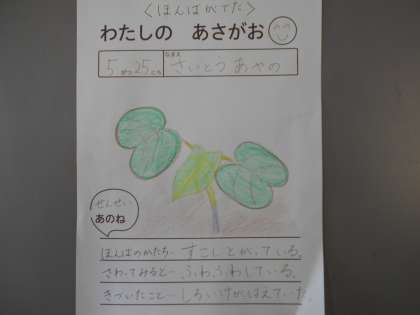 〈ほんばがでた〉
わたしの あさがお
5がつ25にち なまえ さいとう あやの
せんせい
あのね
ほんばのかたち… すこしとがっている。
さわってみると… ふわふわしている。
きづいたこと… しろいけがはえていた。